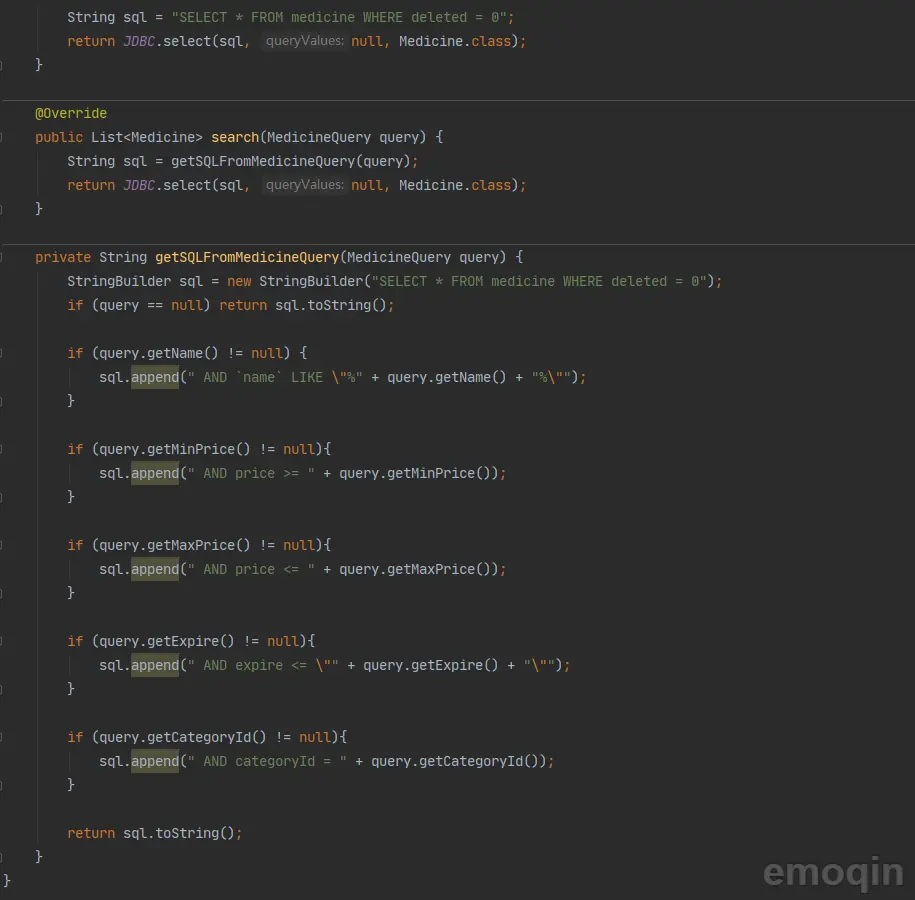 String sql = "SELECT * FROM medicine WHERE deleted = 0";
return JDBC.select(sql, queryValues: null, Medicine.class);
}
@Override
public List<Medicine> search(MedicineQuery query) {
String sql = getSQLFromMedicineQuery(query);
return JDBC.select(sql, queryValues: null, Medicine.class);
}
private String getSQLFromMedicineQuery(MedicineQuery query) {
StringBuilder sql = new StringBuilder("SELECT * FROM medicine WHERE deleted = 0");
if (query == null) return sql.toString();
if (query.getName() != null) {
sql.append(" AND `name` LIKE \"%" + query.getName() + "%\"");
}
if (query.getMinPrice() != null){
sql.append(" AND price >= " + query.getMinPrice());
}
if (query.getMaxPrice() != null){
sql.append(" AND price <= " + query.getMaxPrice());
}
if (query.getExpire() != null){
sql.append(" AND expire <= \"" + query.getExpire() + "\"");
}
if (query.getCategoryId() != null){
sql.append(" AND categoryId = " + query.getCategoryId());
}
return sql.toString();
}
}
emoqin